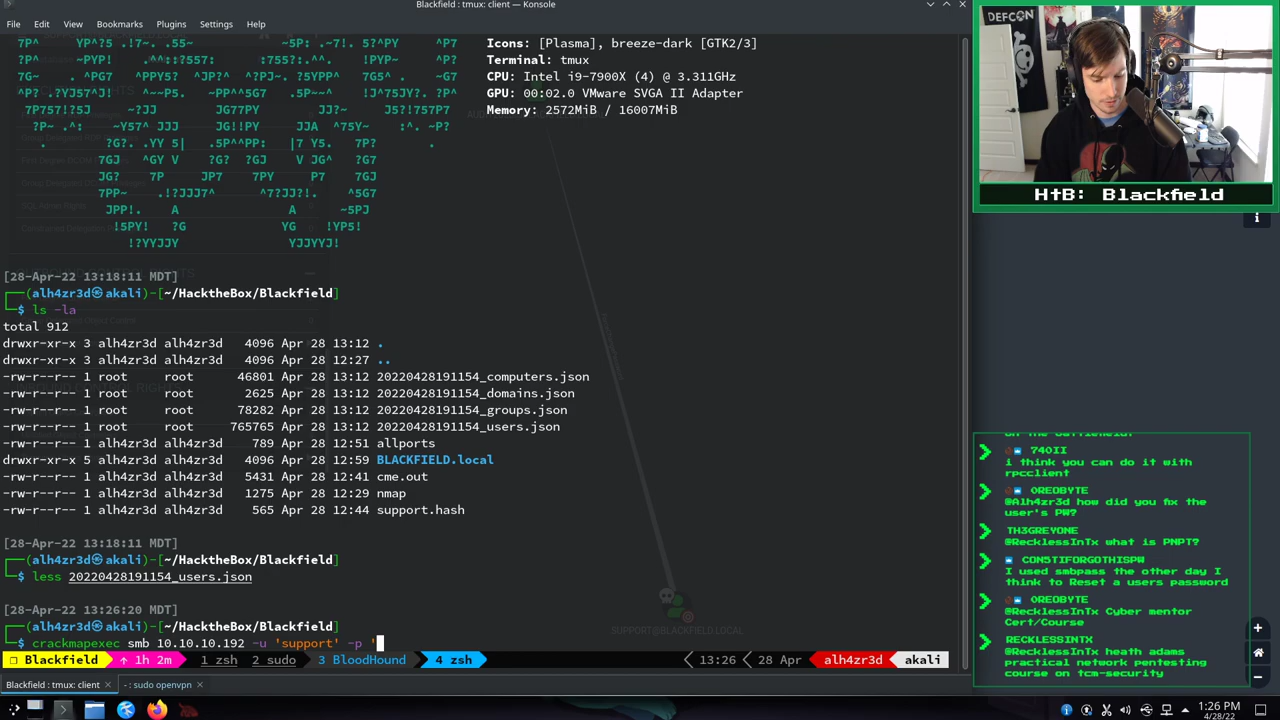 Blackfield : tmux: client — Konsole
File Edit View Bookmarks Plugins Settings Help
Icons: [Plasma], breeze-dark [GTK2/3]
Terminal: tmux
CPU: Intel i9-7900X (4) @ 3.311GHz
GPU: 00:02.0 VMware SVGA II Adapter
Memory: 2572MiB / 16007MiB
[28-Apr-22 13:18:11 MDT]
(alh4zr3d㉿akali)-[~/HacktheBox/Blackfield]
$ ls -la
total 912
drwxr-xr-x 3 alh4zr3d alh4zr3d 4096 Apr 28 13:12 .
drwxr-xr-x 3 alh4zr3d alh4zr3d 4096 Apr 28 12:27 ..
-rw-r--r-- 1 root root 46801 Apr 28 13:12 20220428191154_computers.json
-rw-r--r-- 1 root root 2625 Apr 28 13:12 20220428191154_domains.json
-rw-r--r-- 1 root root 78282 Apr 28 13:12 20220428191154_groups.json
-rw-r--r-- 1 root root 765765 Apr 28 13:12 20220428191154_users.json
-rw-r--r-- 1 alh4zr3d alh4zr3d 789 Apr 28 12:51 allports
drwxr-xr-x 5 alh4zr3d alh4zr3d 4096 Apr 28 12:59 BLACKFIELD.local
-rw-r--r-- 1 alh4zr3d alh4zr3d 5431 Apr 28 12:41 cme.out
-rw-r--r-- 1 alh4zr3d alh4zr3d 1275 Apr 28 12:29 nmap
-rw-r--r-- 1 alh4zr3d alh4zr3d 565 Apr 28 12:44 support.hash
[28-Apr-22 13:18:11 MDT]
(alh4zr3d㉿akali)-[~/HacktheBox/Blackfield]
$ less 20220428191154_users.json
[28-Apr-22 13:26:20 MDT]
(alh4zr3d㉿akali)-[~/HacktheBox/Blackfield]
SUPPORT@BLACKFIELD.LOCAL
$ crackmapexec smb 10.10.10.192 -u 'support' -p '
Blackfield ↑ 1h 2m 1 zsh 2 sudo 3 BloodHound 4 zsh 13:26 28 Apr alh4zr3d akali
Blackfield : tmux: client - : sudo openvpn
1:26 PM
4/28/22
DEFCON
HtB: Blackfield
740II
i think you can do it with
rpcclient
0REOBYTE
@Alh4zr3d how did you fix the
user's PW?
TH3GREYONE
@RecklessInTx what is PNPT?
CON5TIFORGOTHISPW
I used smbpass the other day I
think to Reset a users password
0REOBYTE
@RecklessInTx Cyber mentor
Cert/Course
RECKLESSINTX
@RecklessInTx heath adams
practical network pentesting
course on tcm-security